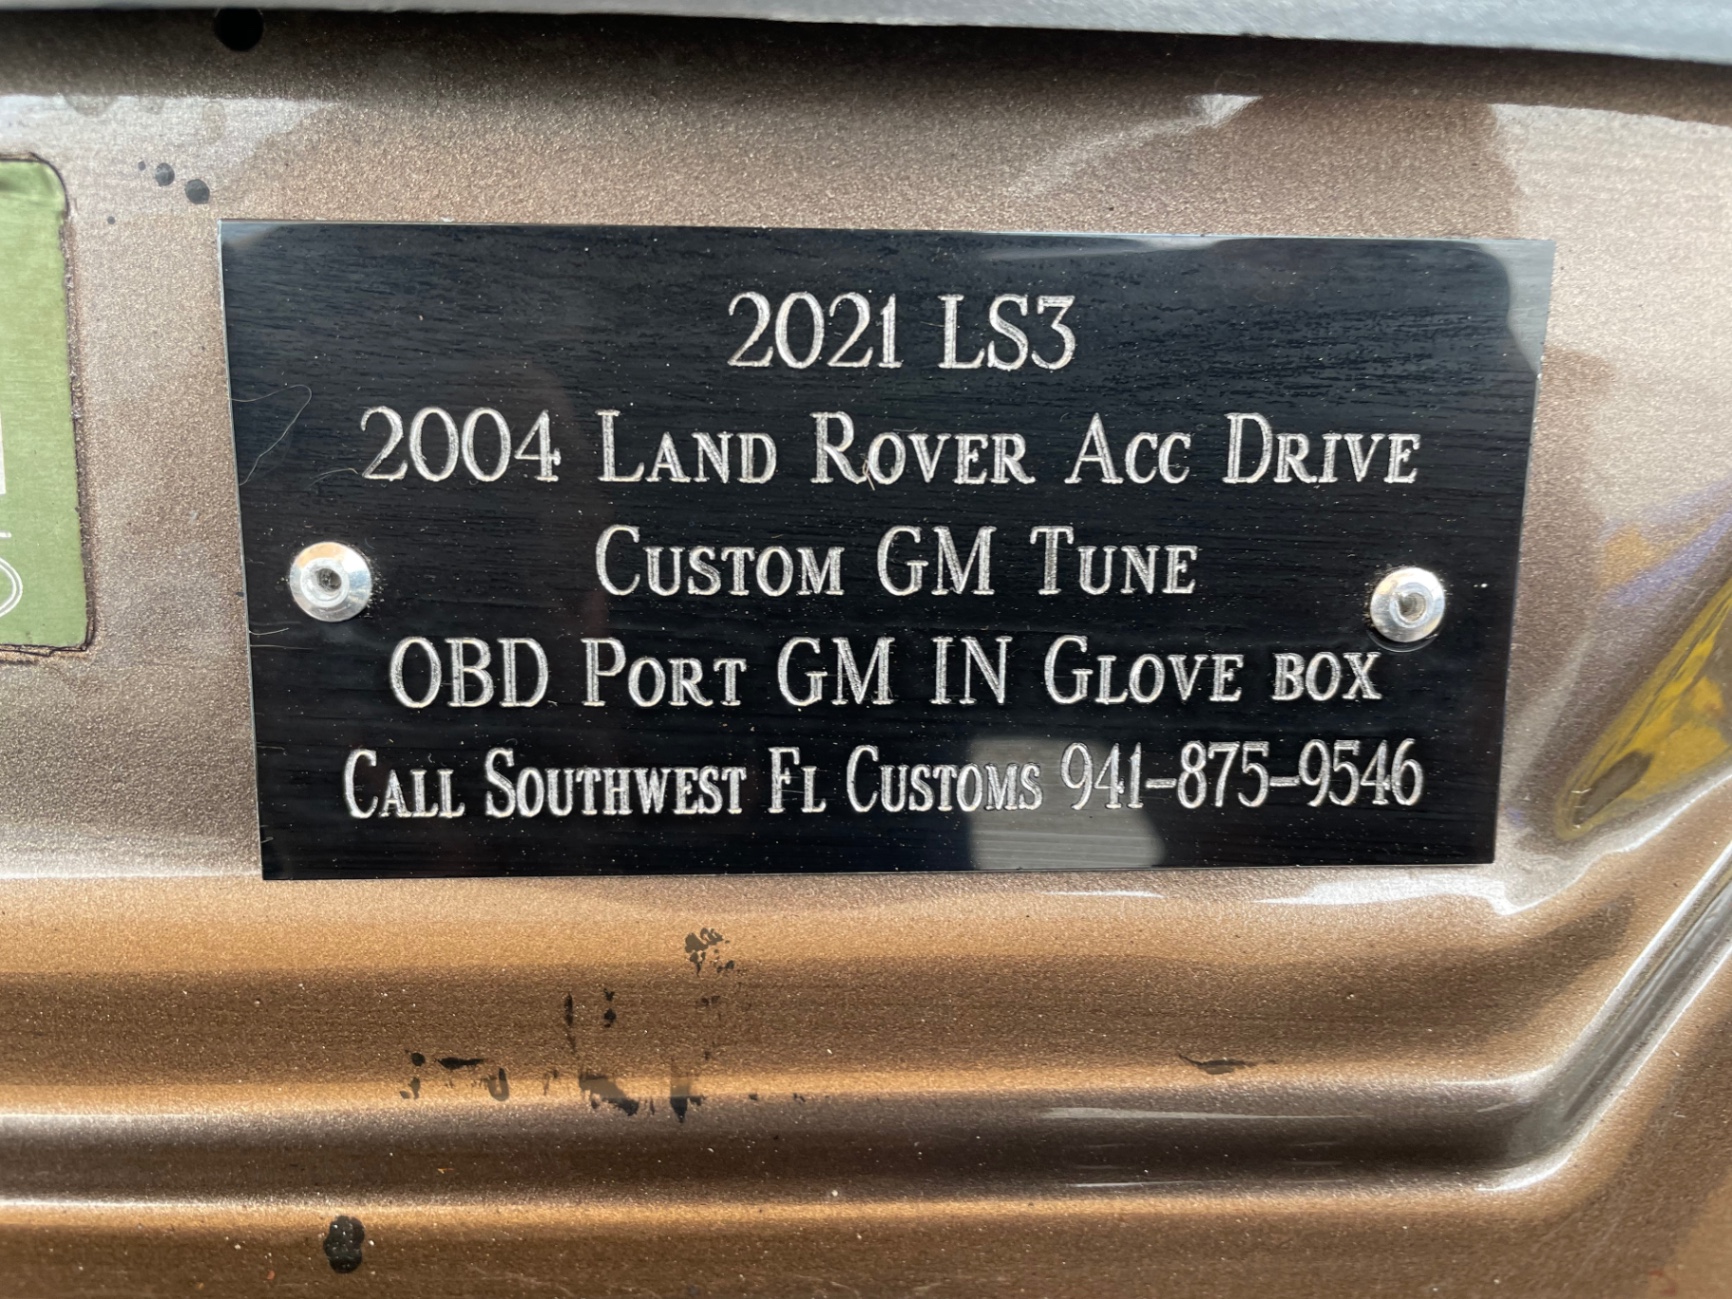 2021 LS3
2004 Land Rover Acc Drive
Custom GM Tune
OBD Port GM IN Glove box
Call Southwest Fl Customs 941-875-9546